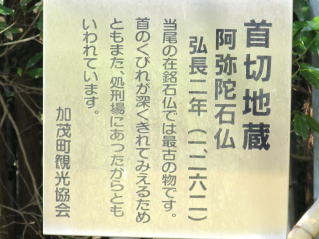 首切地蔵
阿弥陀石仏
弘長二年(一、二六二)
当尾の在銘石仏では最古の物です。
首のくびれが深くきれてみえるため
ともまた、処刑場にあったからとも
いわれています。
加茂町観光協会